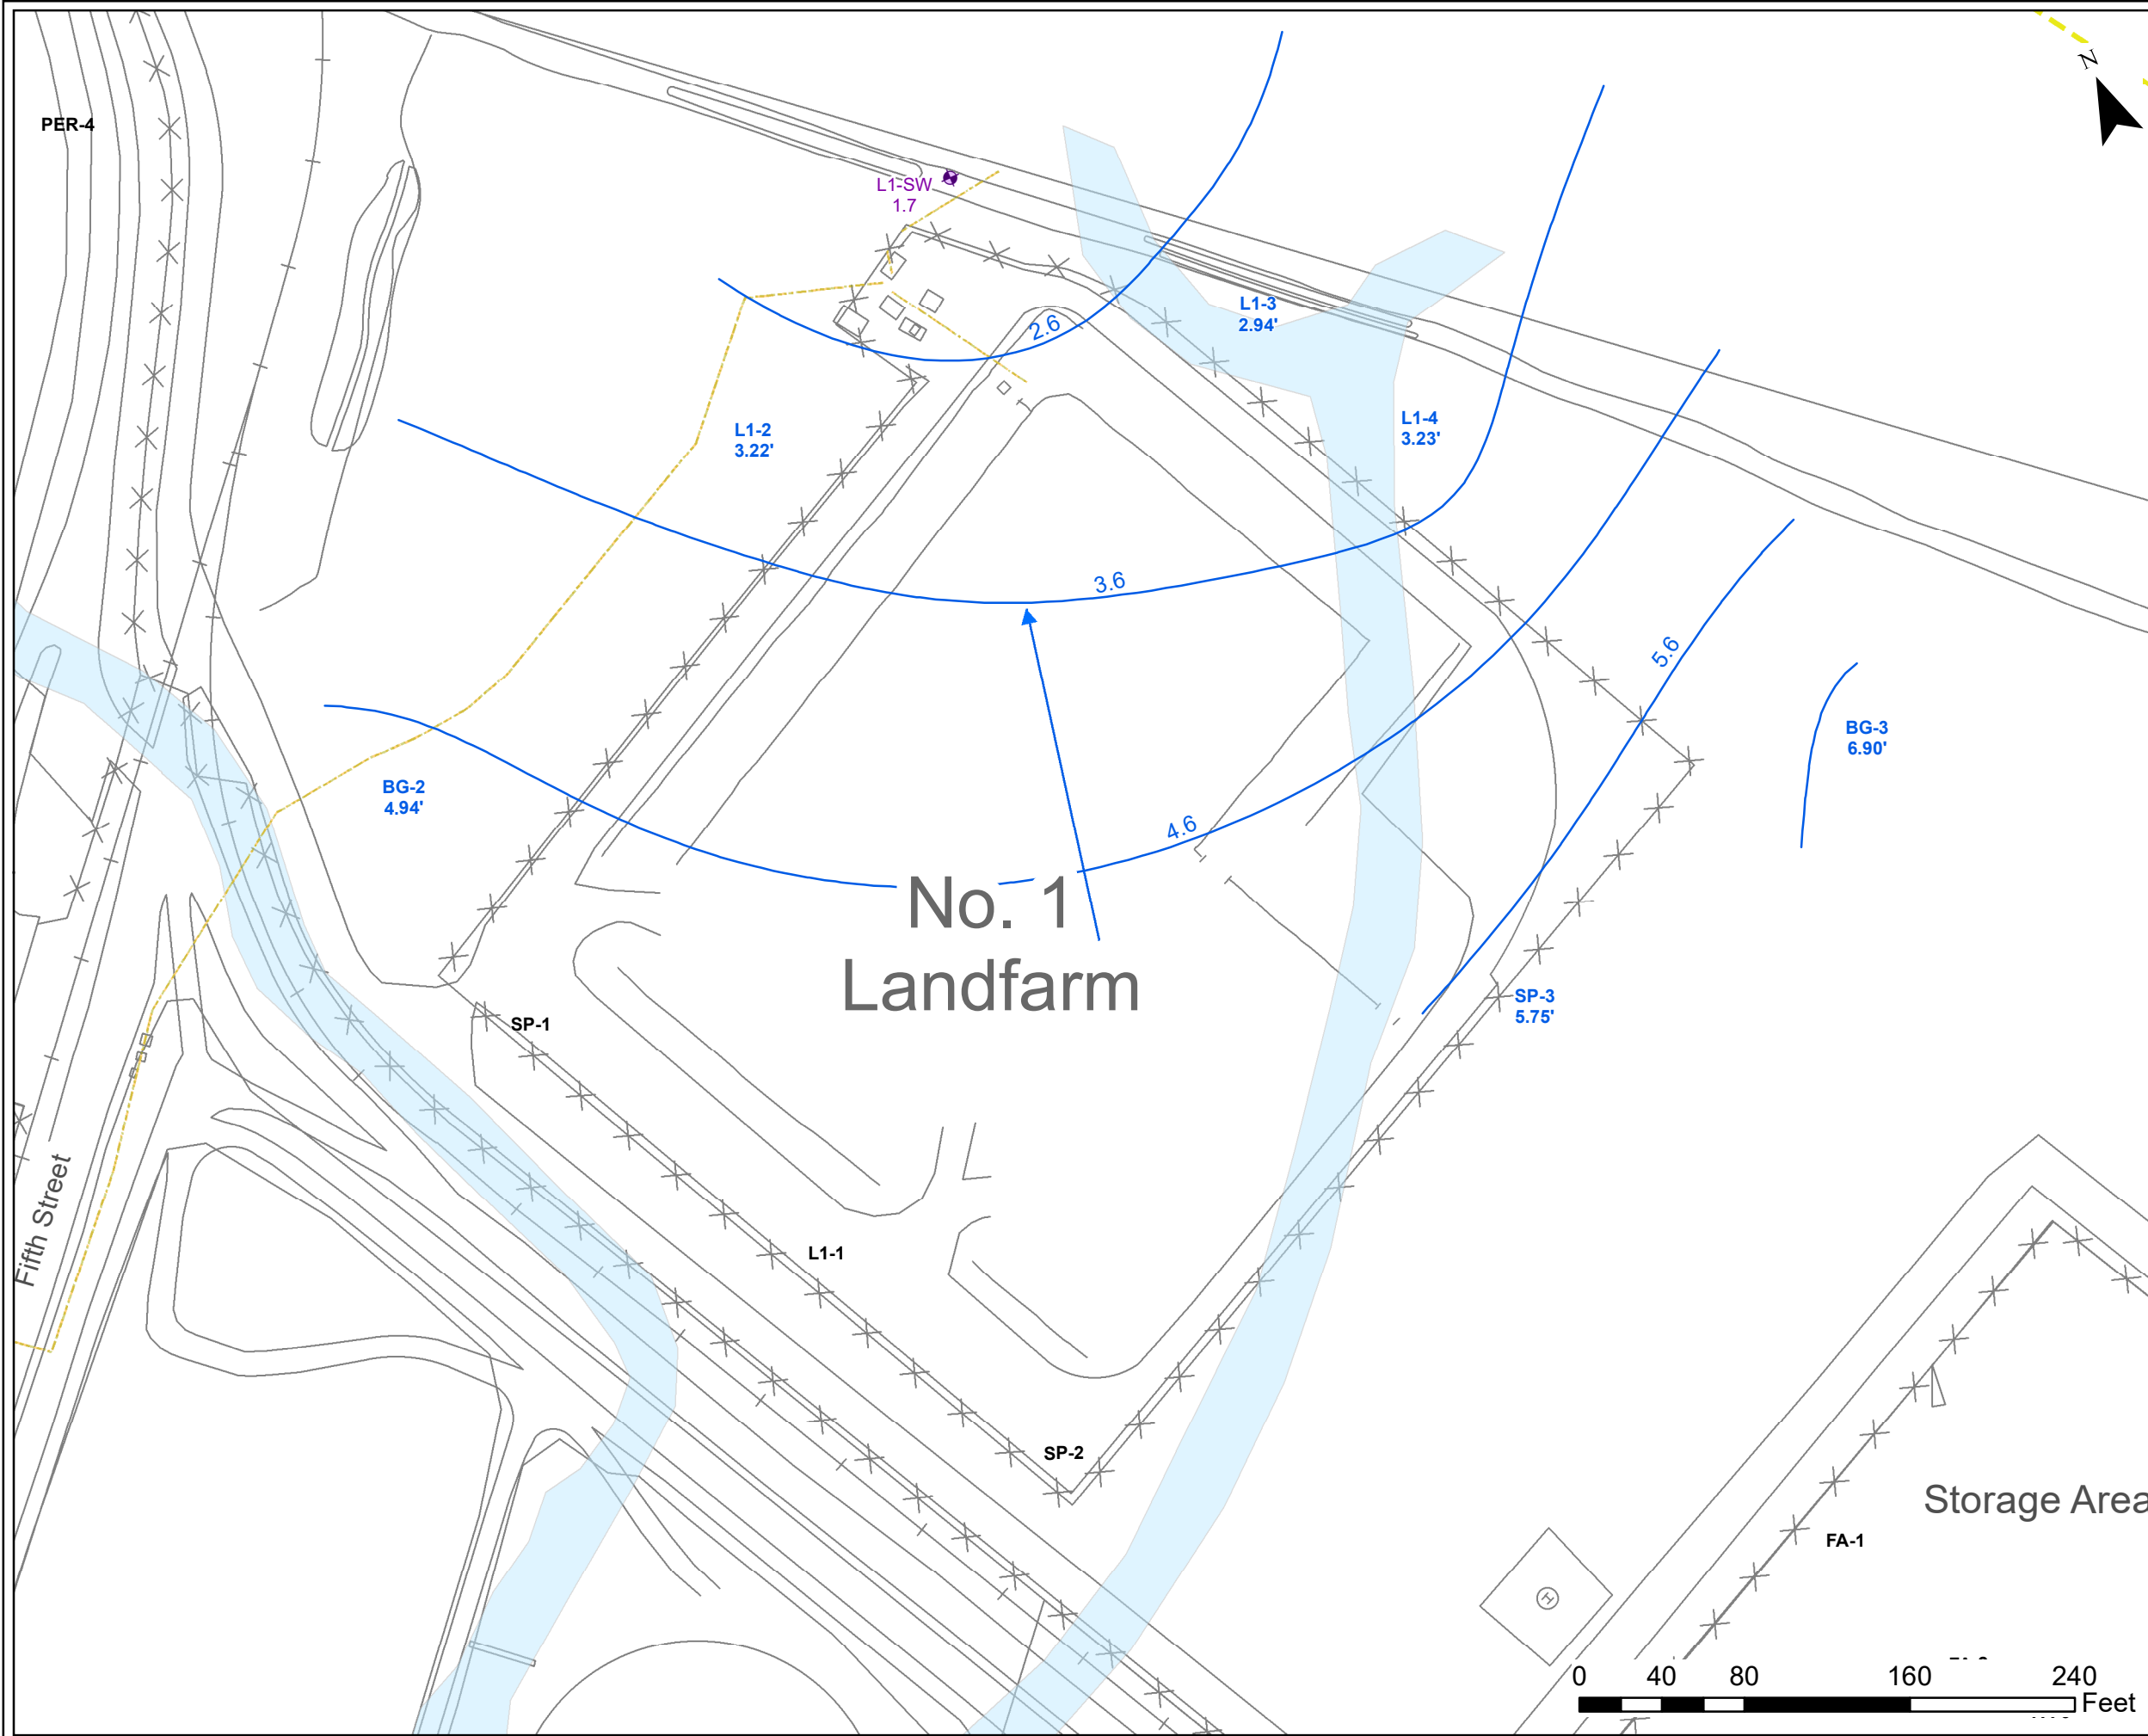 N
PER-4
L1-SW
1.7
L1-3
2.94'
2.6
L1-2
3.22'
L1-4
3.23'
3.6
5.6
BG-3
6.90'
BG-2
4.94'
4.6
No. 1
Landfarm
SP-3
5.75'
SP-1
Fifth Street
L1-1
SP-2
Storage Area
FA-1
H
0 40 80 160 240
Feet